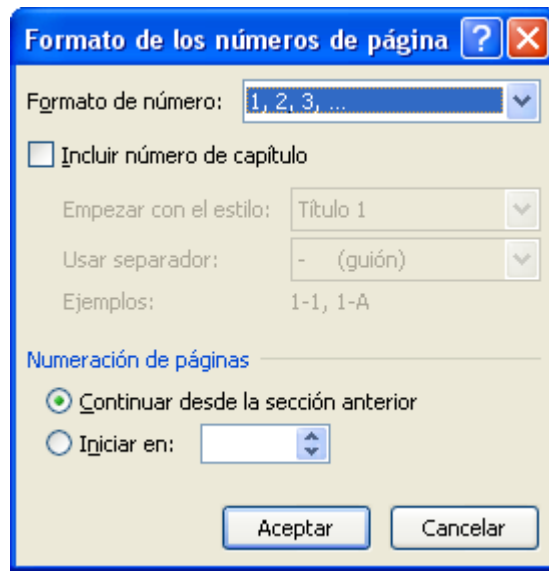 Formato de los números de página
Formato de número: 1, 2, 3, ...
Incluir número de capítulo
Empezar con el estilo: Título 1
Usar separador: - (guión)
Ejemplos: 1-1, 1-A
Numeración de páginas
Continuar desde la sección anterior
Iniciar en:
Aceptar Cancelar